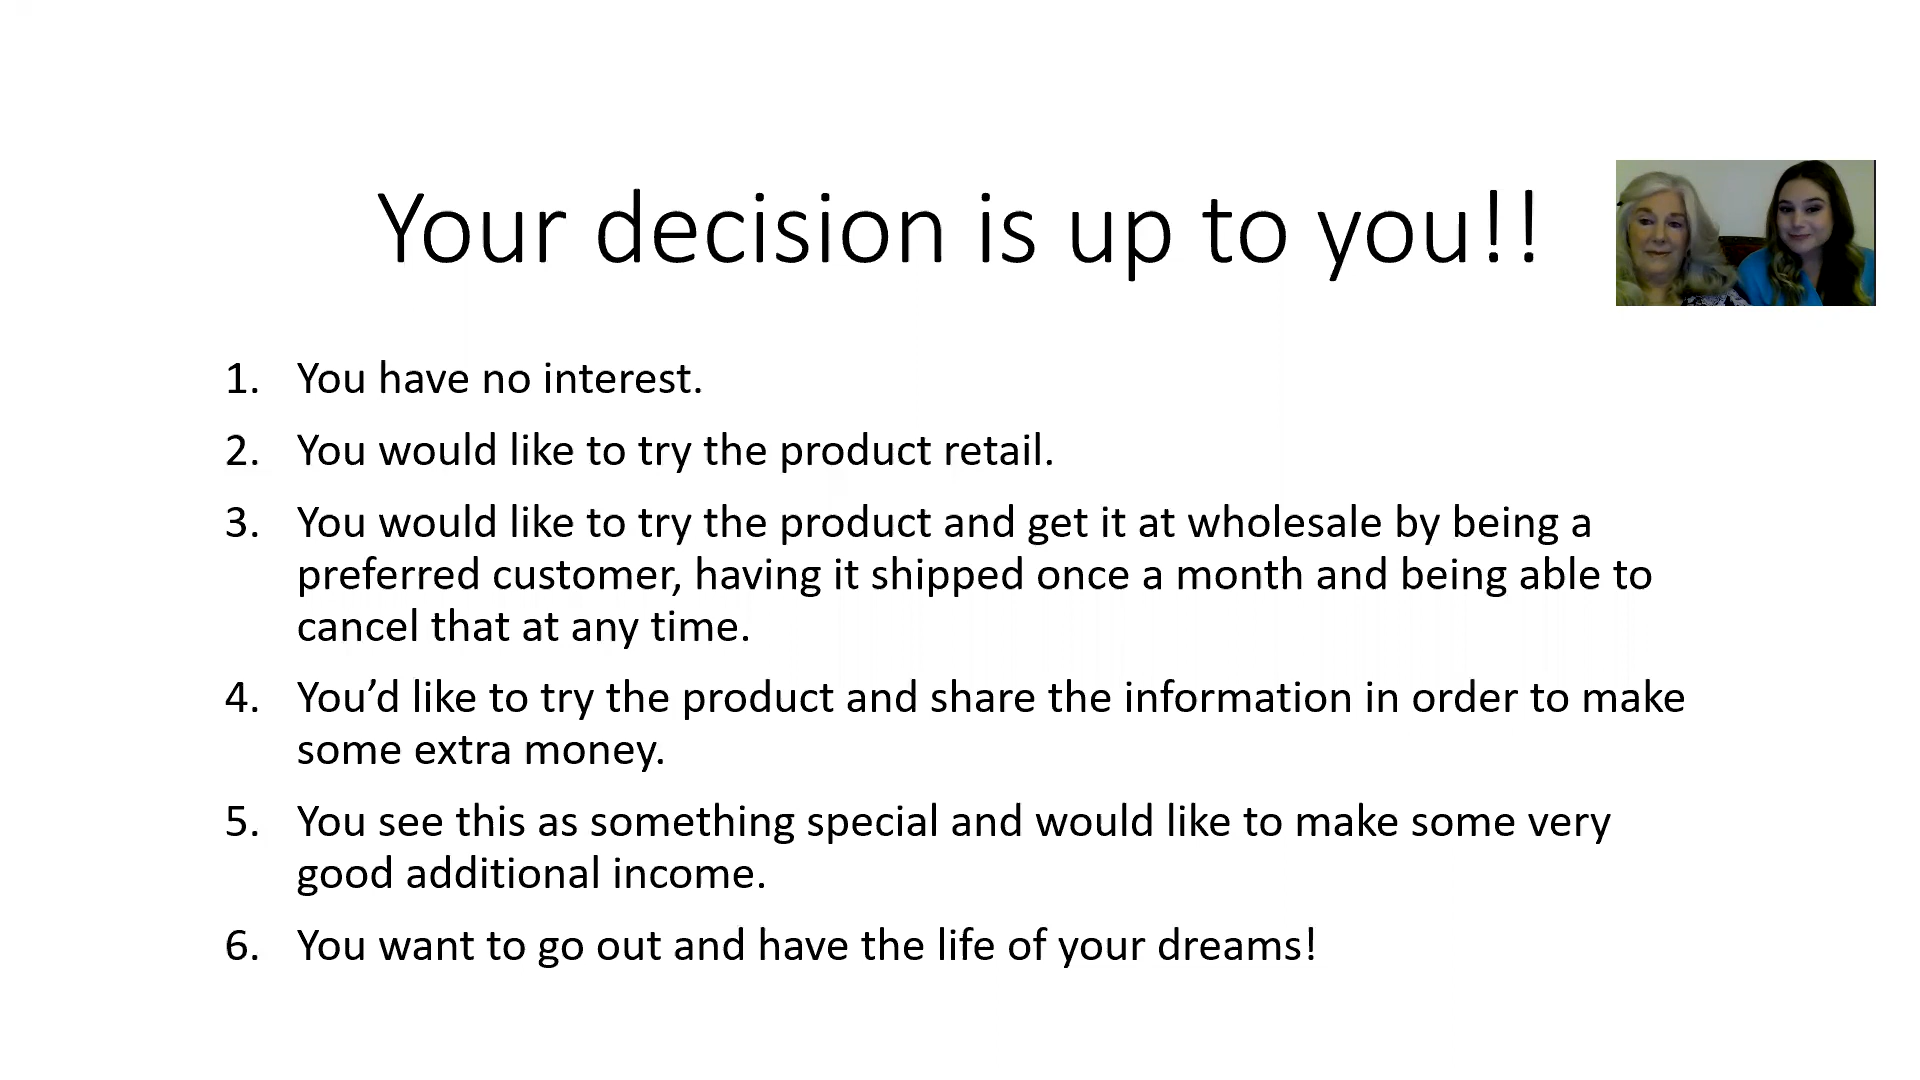 Your decision is up to you!!
1. You have no interest.
2. You would like to try the product retail.
3. You would like to try the product and get it at wholesale by being a
preferred customer, having it shipped once a month and being able to
cancel that at any time.
4. You’d like to try the product and share the information in order to make
some extra money.
5. You see this as something special and would like to make some very
good additional income.
6. You want to go out and have the life of your dreams!